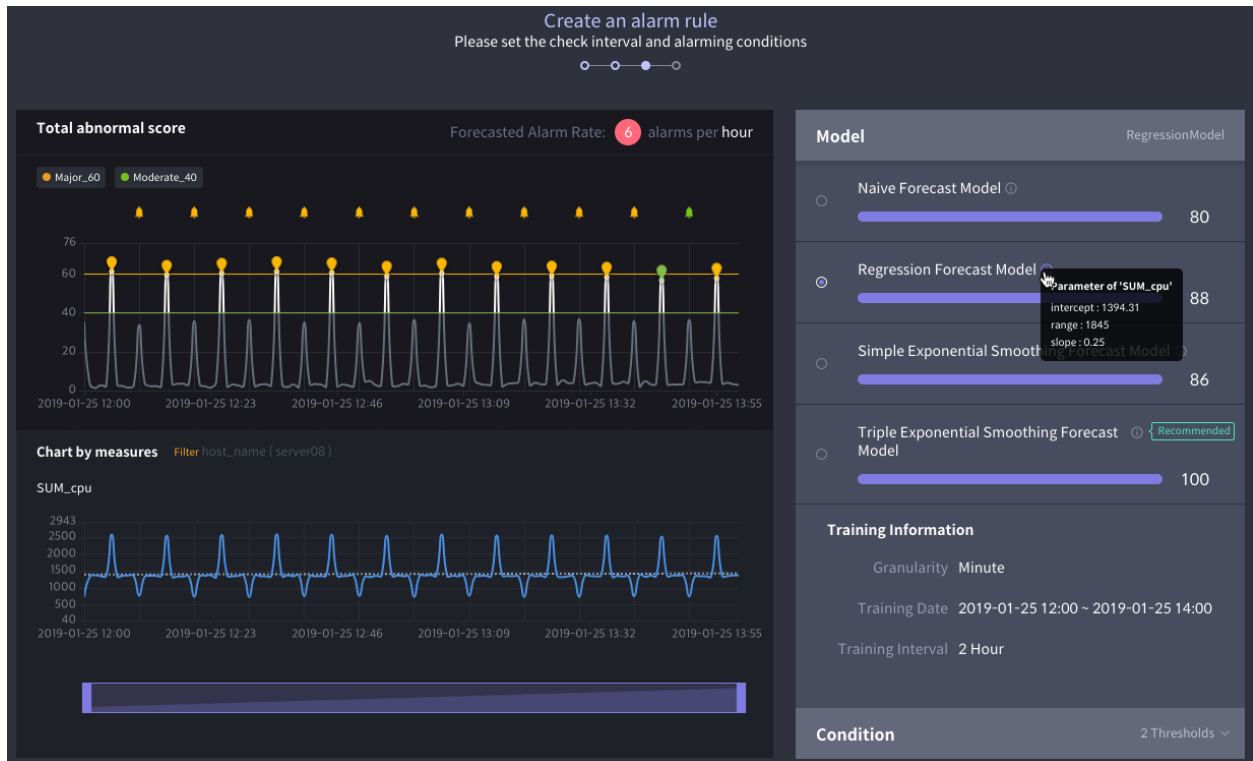 Create an alarm rule
Please set the check interval and alarming conditions
Total abnormal score
Forecasted Alarm Rate: 6 alarms per hour
Major_60 Moderate_40
76
60
40
20
0
2019-01-25 12:00 2019-01-25 12:23 2019-01-25 12:46 2019-01-25 13:09 2019-01-25 13:32 2019-01-25 13:55
Chart by measures Filter host_name ( server08 )
SUM_cpu
2943
2500
2000
1500
1000
500
40
2019-01-25 12:00 2019-01-25 12:23 2019-01-25 12:46 2019-01-25 13:09 2019-01-25 13:32 2019-01-25 13:55
Model RegressionModel
Naive Forecast Model
80
Regression Forecast Model
Parameter of 'SUM_cpu'
intercept : 1394.31
range : 1845
slope : 0.25
88
Simple Exponential Smoothing Forecast Model
86
Triple Exponential Smoothing Forecast Recommended
Model
100
Training Information
Granularity Minute
Training Date 2019-01-25 12:00 ~ 2019-01-25 14:00
Training Interval 2 Hour
Condition 2 Thresholds